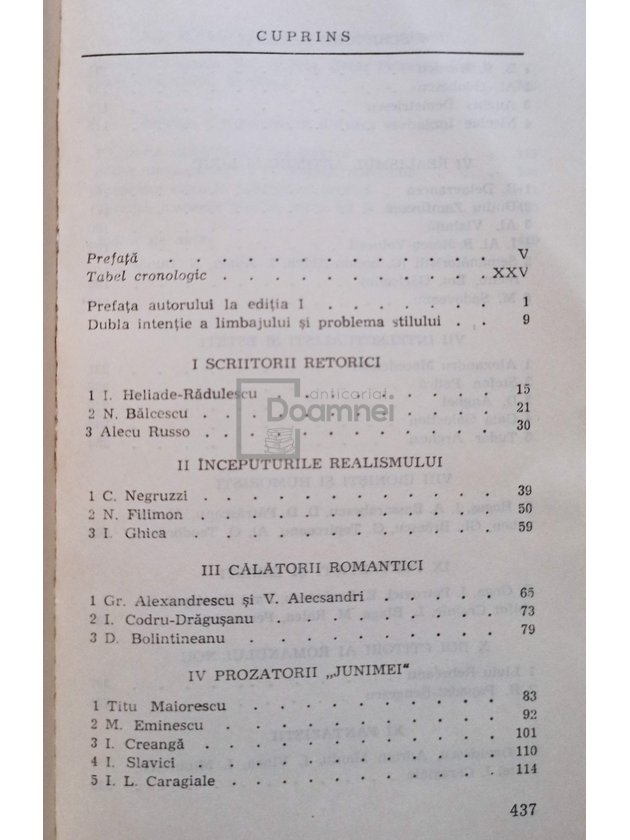 CUPRINS
Prefață . . . . . . . . . . . . . V
Tabel cronologic . . . . . . . . . . . XXV
Prefața autorului la ediția I . . . . . . . 1
Dubla intenție a limbajului și problema stilului . . 9
I SCRIITORII RETORICI
1 I. Heliade-Rădulescu . . . . . . . . . 15
2 N. Bălcescu . . . . . . . . . . . . 21
3 Alecu Russo . . . . . . . . . . . . 30
anticariat
Doamnei
II ÎNCEPUTURILE REALISMULUI
1 C. Negruzzi . . . . . . . . . . . . 39
2 N. Filimon . . . . . . . . . . . . 50
3 I. Ghica . . . . . . . . . . . . . 59
III CĂLĂTORII ROMANTICI
1 Gr. Alexandrescu și V. Alecsandri . . . . . 65
2 I. Codru-Drăgușanu . . . . . . . . . 73
3 D. Bolintineanu . . . . . . . . . . 79
IV PROZATORII „JUNIMEI“
1 Titu Maiorescu . . . . . . . . . . . 83
2 M. Eminescu . . . . . . . . . . . . 92
3 I. Creangă . . . . . . . . . . . . 101
4 I. Slavici . . . . . . . . . . . . 110
5 I. L. Caragiale . . . . . . . . . . . 114
437